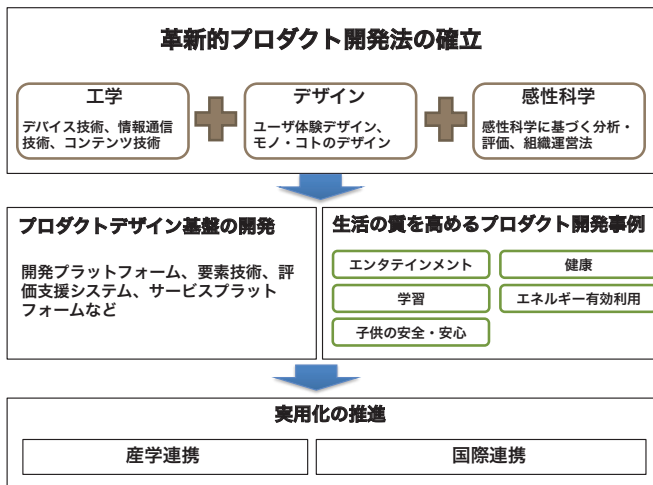 革新的プロダクト開発法の確立
工学
デバイス技術、情報通信
技術、コンテンツ技術
デザイン
ユーザ体験デザイン、
モノ・コトのデザイン
感性科学
感性科学に基づく分析・
評価、組織運営法
プロダクトデザイン基盤の開発
開発プラットフォーム、要素技術、評
価支援システム、サービスプラット
フォームなど
生活の質を高めるプロダクト開発事例
エンタテインメント
健康
学習
エネルギー有効利用
子供の安全・安心
実用化の推進
産学連携
国際連携